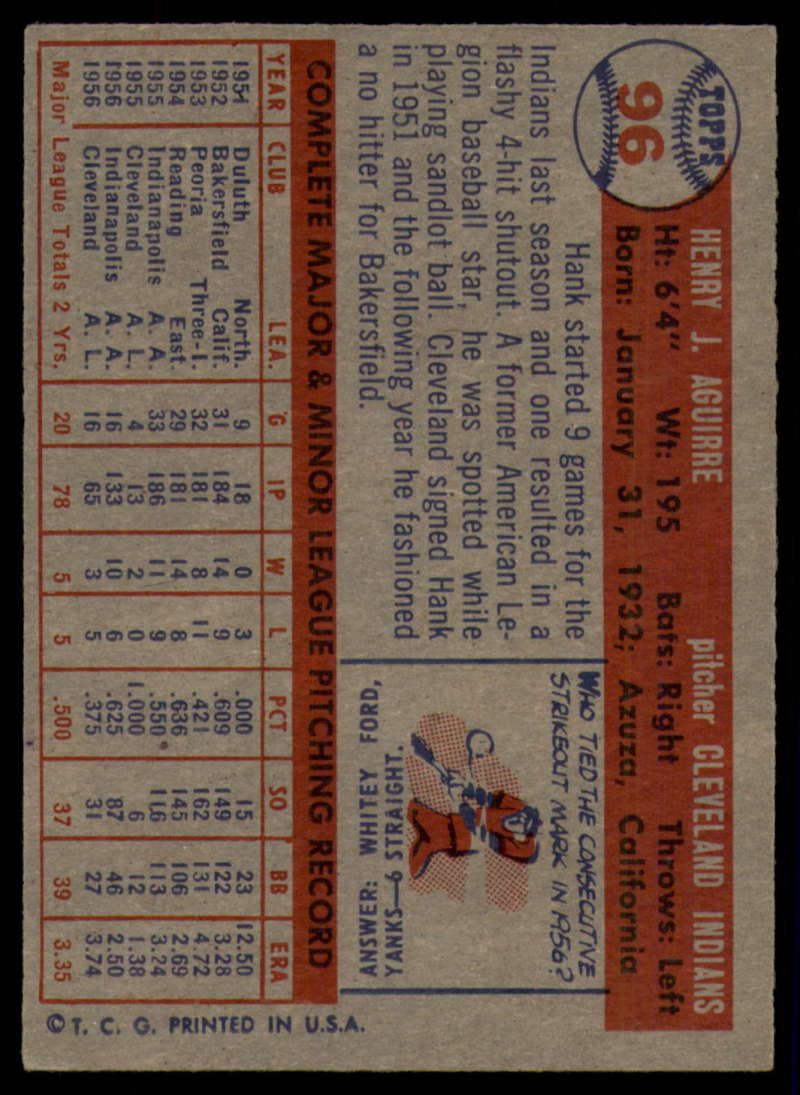 TOPPS
96
HENRY J. AGUIRRE pitcher CLEVELAND INDIANS
Ht: 6'4" Wt: 195 Bats: Right Throws: Left
Born: January 31, 1932; Azuza, California
Hank started 9 games for the
Indians last season and one resulted in a
flashy 4-hit shutout. A former American Le-
gion baseball star, he was spotted while
playing sandlot ball. Cleveland signed Hank
in 1951 and the following year he fashioned
a no hitter for Bakersfield.
WHO TIED THE CONSECUTIVE
STRIKEOUT MARK IN 1956?
ANSWER: WHITEY FORD,
YANKS—6 STRAIGHT.
COMPLETE MAJOR & MINOR LEAGUE PITCHING RECORD
YEAR CLUB LEA. G IP W L PCT SO BB ERA
1951 Duluth North. 9 18 0 3 .000 15 23 12.50
1952 Bakersfield Calif. 31 184 14 9 .609 149 122 3.28
1953 Peoria Three-I. 32 181 8 11 .421 162 131 4.72
1954 Reading East. 29 181 14 8 .636 145 106 2.69
1955 Indianapolis A. A. 33 186 11 9 .550 116 113 3.24
1955 Cleveland A. L. 4 13 2 0 1.000 6 12 1.38
1956 Indianapolis A. A. 16 133 10 6 .625 87 46 2.50
1956 Cleveland A. L. 16 65 3 5 .375 31 27 3.74
Major League Totals 2 Yrs. 20 78 5 5 .500 37 39 3.35
© T. C. G. PRINTED IN U.S.A.